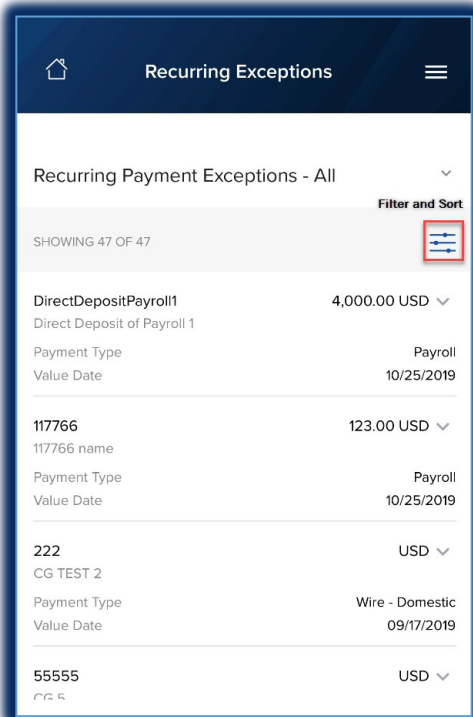 Recurring Exceptions
Recurring Payment Exceptions - All
Filter and Sort
SHOWING 47 OF 47
DirectDepositPayroll1 4,000.00 USD
Direct Deposit of Payroll 1
Payment Type Payroll
Value Date 10/25/2019
117766 123.00 USD
117766 name
Payment Type Payroll
Value Date 10/25/2019
222 USD
CG TEST 2
Payment Type Wire - Domestic
Value Date 09/17/2019
55555 USD
CG 5